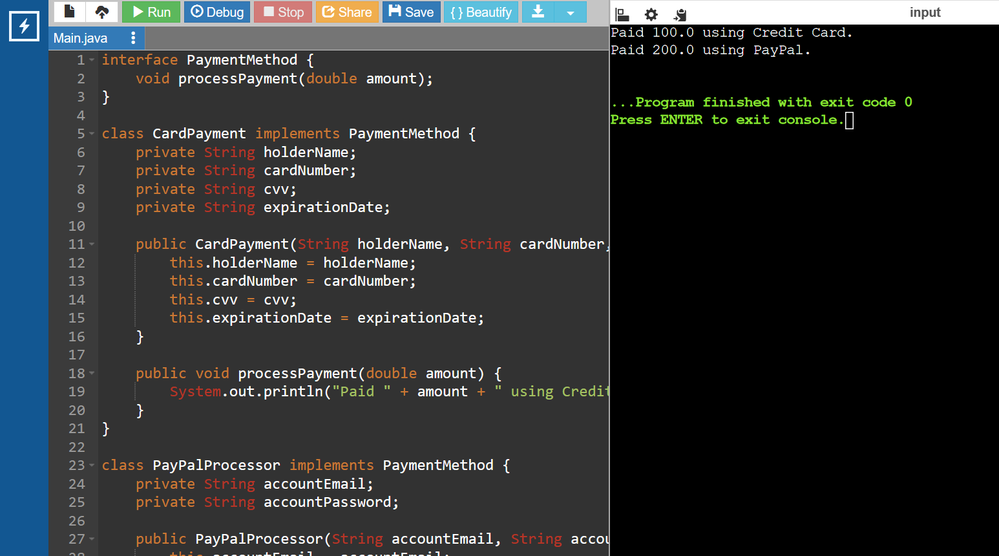 Run Debug Stop Share Save { } Beautify
Main.java
1 interface PaymentMethod {
2 void processPayment(double amount);
3 }
4
5 class CardPayment implements PaymentMethod {
6 private String holderName;
7 private String cardNumber;
8 private String cvv;
9 private String expirationDate;
10
11 public CardPayment(String holderName, String cardNumber,
12 this.holderName = holderName;
13 this.cardNumber = cardNumber;
14 this.cvv = cvv;
15 this.expirationDate = expirationDate;
16 }
17
18 public void processPayment(double amount) {
19 System.out.println("Paid " + amount + " using Credit
20 }
21 }
22
23 class PayPalProcessor implements PaymentMethod {
24 private String accountEmail;
25 private String accountPassword;
26
27 public PayPalProcessor(String accountEmail, String accou
input
Paid 100.0 using Credit Card.
Paid 200.0 using PayPal.
...Program finished with exit code 0
Press ENTER to exit console.